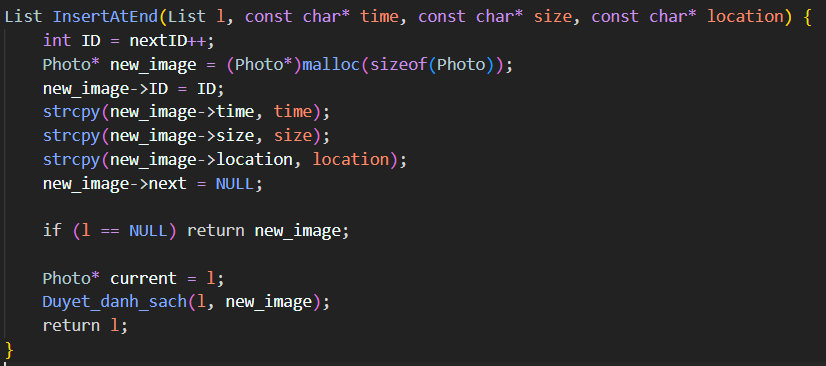 List InsertAtEnd(List l, const char* time, const char* size, const char* location) {
    int ID = nextID++;
    Photo* new_image = (Photo*)malloc(sizeof(Photo));
    new_image->ID = ID;
    strcpy(new_image->time, time);
    strcpy(new_image->size, size);
    strcpy(new_image->location, location);
    new_image->next = NULL;

    if (l == NULL) return new_image;

    Photo* current = l;
    Duyet_danh_sach(l, new_image);
    return l;
}